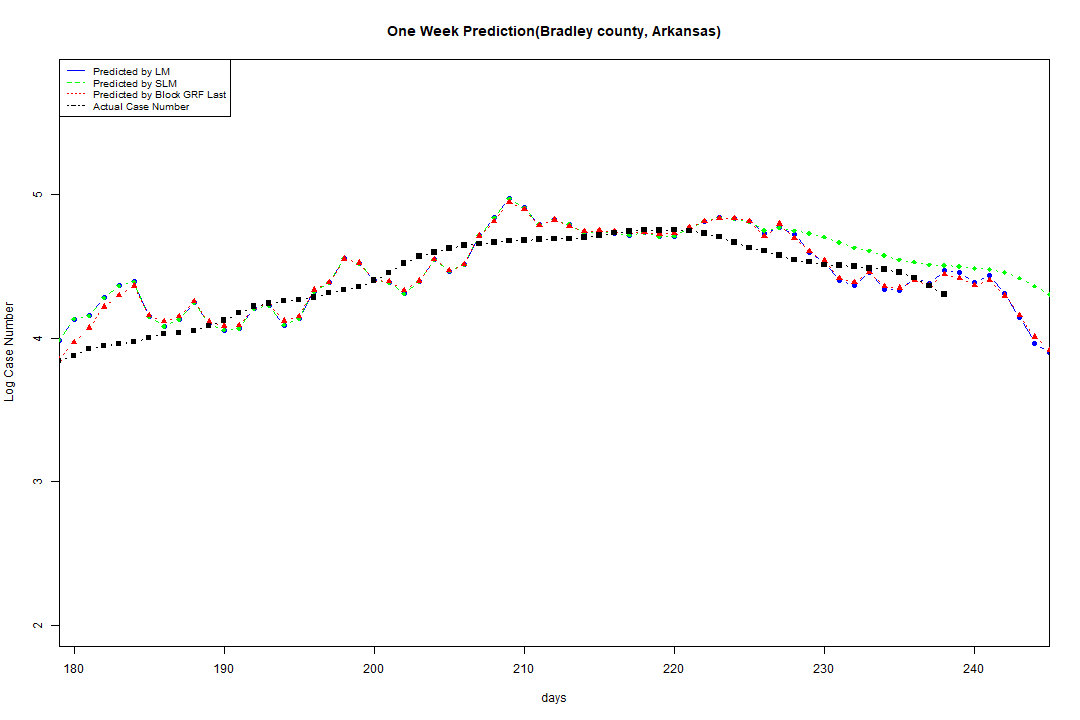 One Week Prediction(Bradley county, Arkansas)
Predicted by LM
Predicted by SLM
Predicted by Block GRF Last
Actual Case Number
5
4
3
2
Log Case Number
180 190 200 210 220 230 240
days